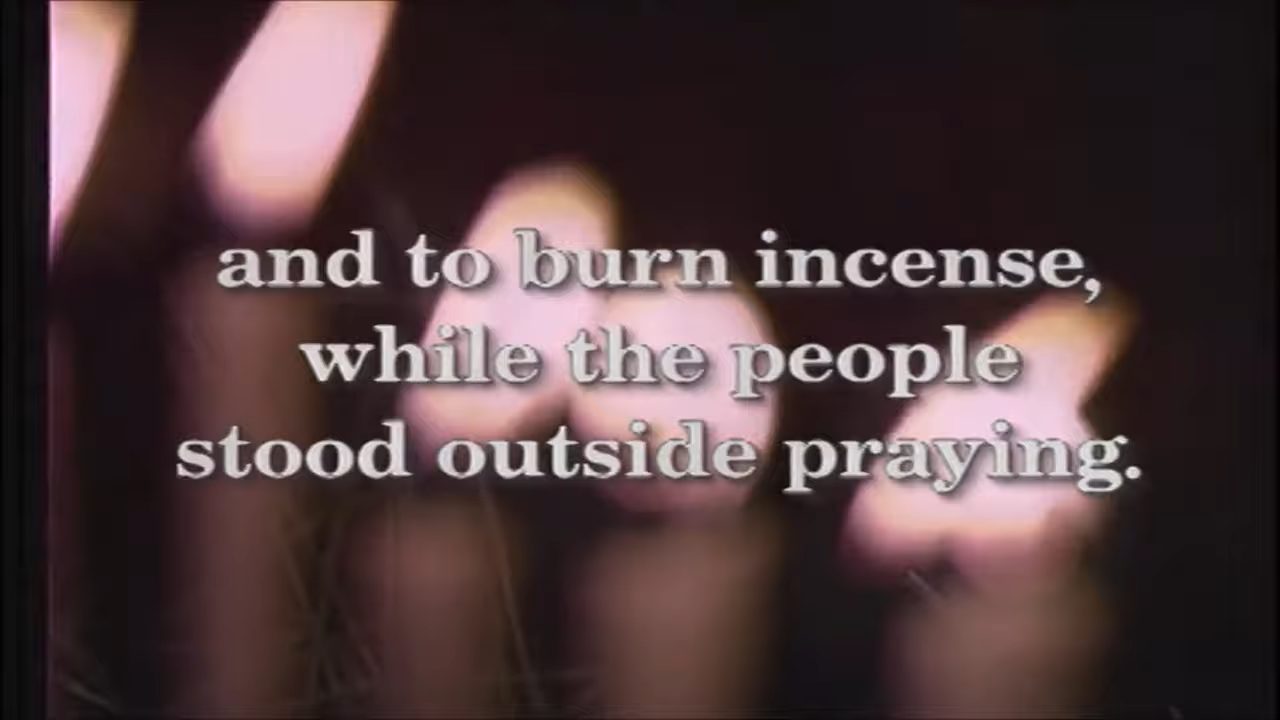 and to burn incense,
while the people
stood outside praying.